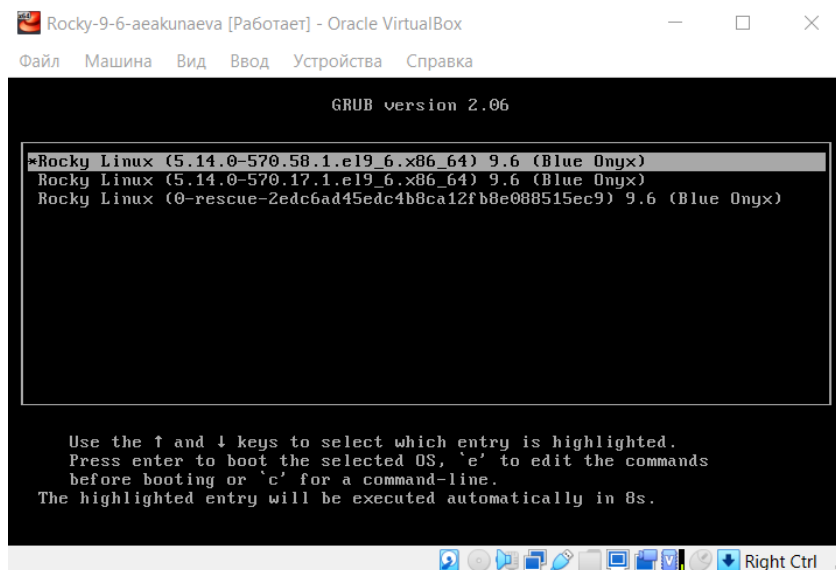 Rocky-9-6-aeakunaeva [Работает] - Oracle VirtualBox
Файл Машина Вид Ввод Устройства Справка
GRUB version 2.06
*Rocky Linux (5.14.0-570.58.1.el9_6.x86_64) 9.6 (Blue Onyx)
Rocky Linux (5.14.0-570.17.1.el9_6.x86_64) 9.6 (Blue Onyx)
Rocky Linux (0-rescue-2edc6ad45edc4b8ca12fb8e088515ec9) 9.6 (Blue Onyx)
Use the ↑ and ↓ keys to select which entry is highlighted.
Press enter to boot the selected OS, `e' to edit the commands
before booting or `c' for a command-line.
The highlighted entry will be executed automatically in 8s.
Right Ctrl